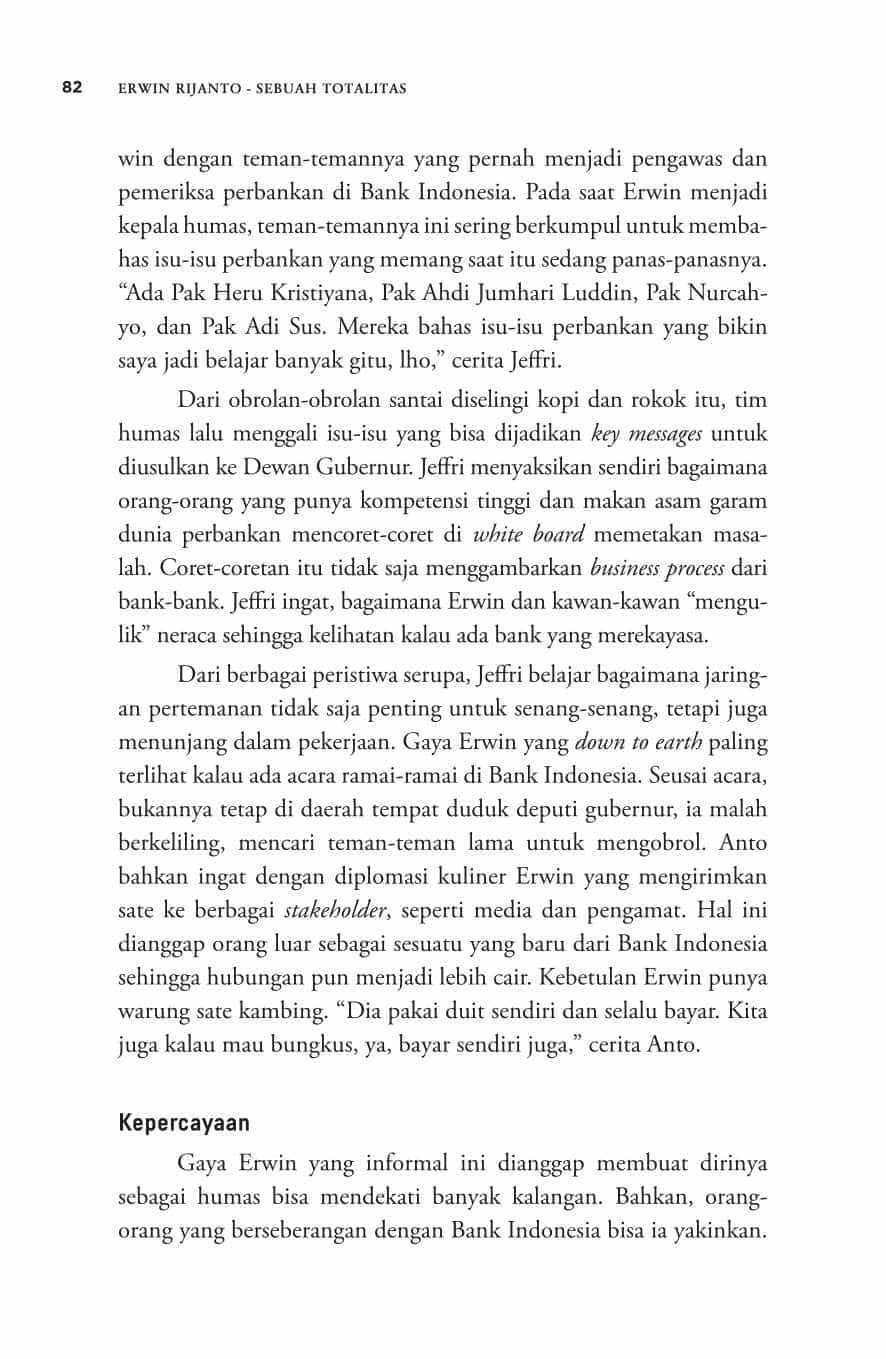 82 ERWIN RIJANTO - SEBUAH TOTALITAS
win dengan teman-temannya yang pernah menjadi pengawas dan
pemeriksa perbankan di Bank Indonesia. Pada saat Erwin menjadi
kepala humas, teman-temannya ini sering berkumpul untuk memba-
has isu-isu perbankan yang memang saat itu sedang panas-panasnya.
“Ada Pak Heru Kristiyana, Pak Ahdi Jumhari Luddin, Pak Nurcah-
yo, dan Pak Adi Sus. Mereka bahas isu-isu perbankan yang bikin
saya jadi belajar banyak gitu, lho,” cerita Jeffri.
Dari obrolan-obrolan santai diselingi kopi dan rokok itu, tim
humas lalu menggali isu-isu yang bisa dijadikan key messages untuk
diusulkan ke Dewan Gubernur. Jeffri menyaksikan sendiri bagaimana
orang-orang yang punya kompetensi tinggi dan makan asam garam
dunia perbankan mencoret-coret di white board memetakan masa-
lah. Coret-coretan itu tidak saja menggambarkan business process dari
bank-bank. Jeffri ingat, bagaimana Erwin dan kawan-kawan “mengu-
lik” neraca sehingga kelihatan kalau ada bank yang merekayasa.
Dari berbagai peristiwa serupa, Jeffri belajar bagaimana jaring-
an pertemanan tidak saja penting untuk senang-senang, tetapi juga
menunjang dalam pekerjaan. Gaya Erwin yang down to earth paling
terlihat kalau ada acara ramai-ramai di Bank Indonesia. Seusai acara,
bukannya tetap di daerah tempat duduk deputi gubernur, ia malah
berkeliling, mencari teman-teman lama untuk mengobrol. Anto
bahkan ingat dengan diplomasi kuliner Erwin yang mengirimkan
sate ke berbagai stakeholder, seperti media dan pengamat. Hal ini
dianggap orang luar sebagai sesuatu yang baru dari Bank Indonesia
sehingga hubungan pun menjadi lebih cair. Kebetulan Erwin punya
warung sate kambing. “Dia pakai duit sendiri dan selalu bayar. Kita
juga kalau mau bungkus, ya, bayar sendiri juga,” cerita Anto.
Kepercayaan
Gaya Erwin yang informal ini dianggap membuat dirinya
sebagai humas bisa mendekati banyak kalangan. Bahkan, orang-
orang yang berseberangan dengan Bank Indonesia bisa ia yakinkan.